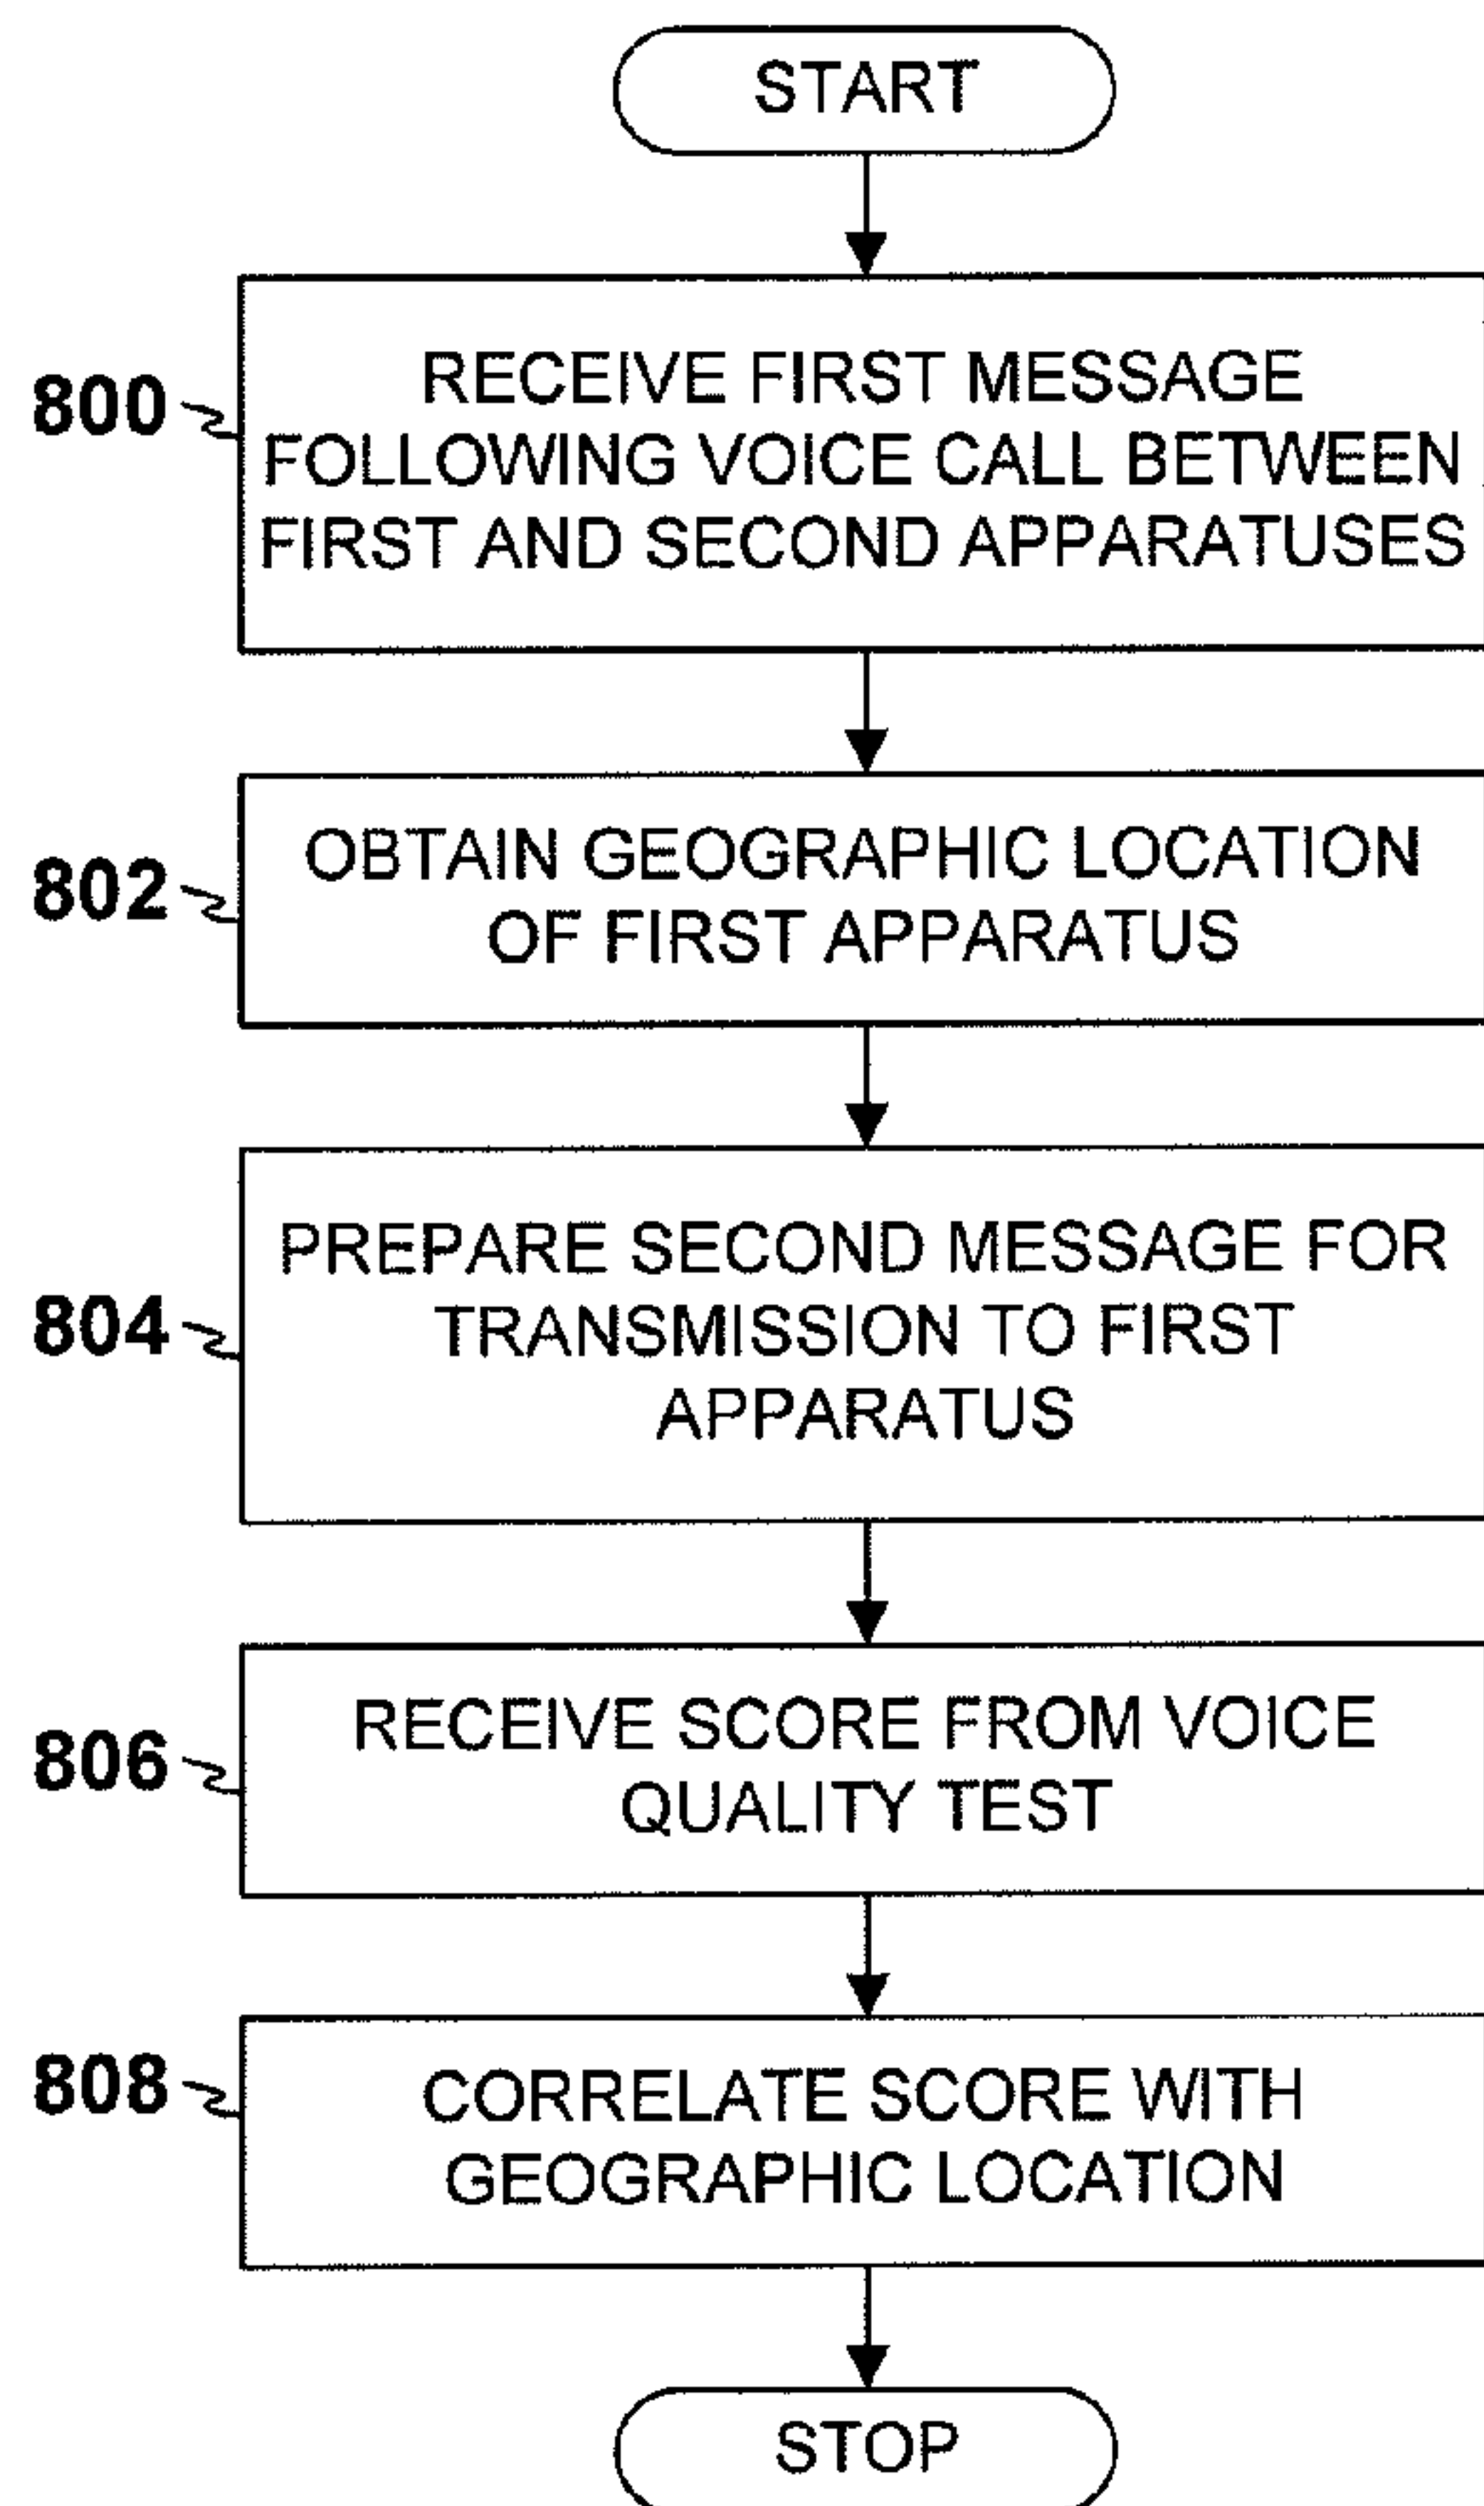 START
800
RECEIVE FIRST MESSAGE
FOLLOWING VOICE CALL BETWEEN
FIRST AND SECOND APPARATUSES
802
OBTAIN GEOGRAPHIC LOCATION
OF FIRST APPARATUS
804
PREPARE SECOND MESSAGE FOR
TRANSMISSION TO FIRST
APPARATUS
806
RECEIVE SCORE FROM VOICE
QUALITY TEST
808
CORRELATE SCORE WITH
GEOGRAPHIC LOCATION
STOP